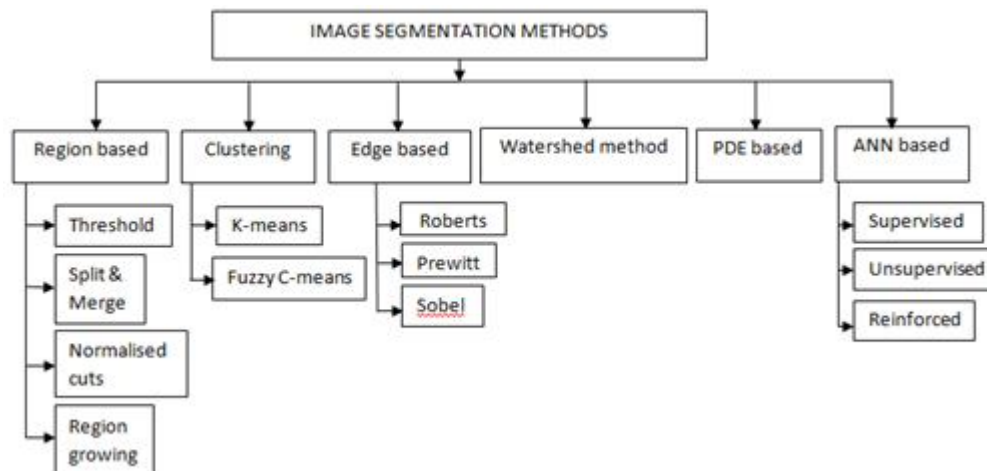 IMAGE SEGMENTATION METHODS
Region based
Clustering
Edge based
Watershed method
PDE based
ANN based
Threshold
Split &
Merge
Normalised
cuts
Region
growing
K-means
Fuzzy C-means
Roberts
Prewitt
Sobel
Supervised
Unsupervised
Reinforced